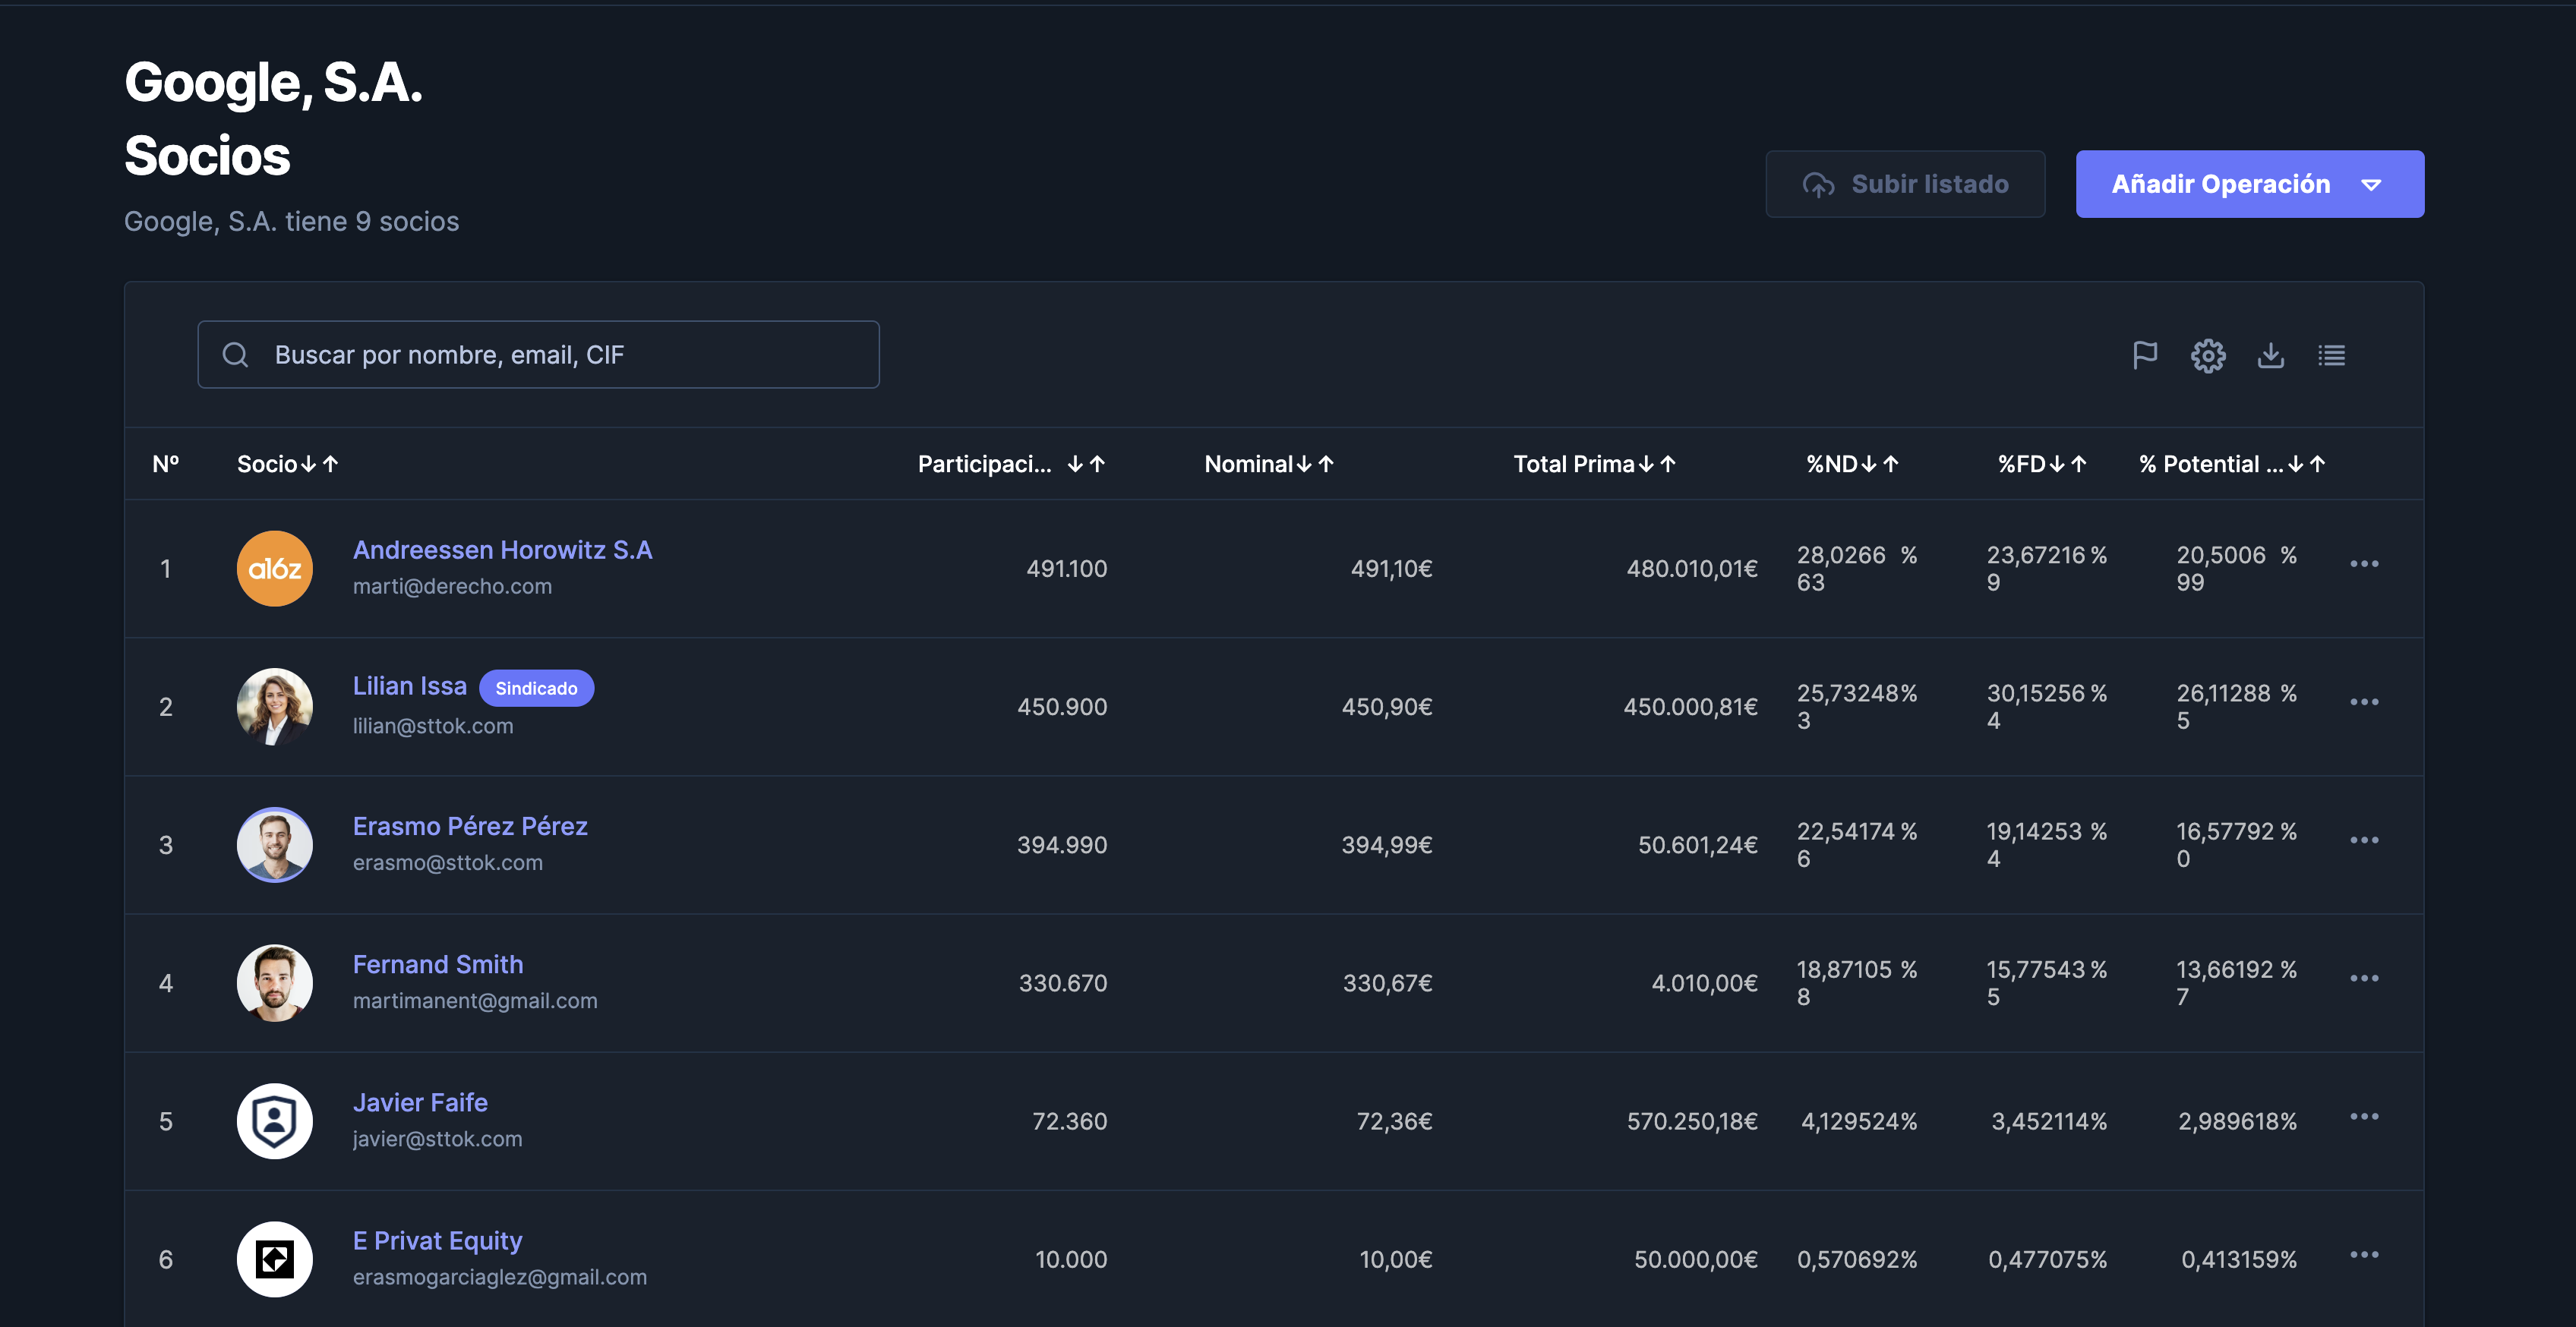 Google, S.A.
Socios
Google, S.A. tiene 9 socios
Subir listado
Añadir Operación
Buscar por nombre, email, CIF
Nº Socio↓↑ Participaci... ↓↑ Nominal↓↑ Total Prima↓↑ %ND↓↑ %FD↓↑ % Potential ...↓↑
1 a16z Andreessen Horowitz S.A 491.100 491,10€ 480.010,01€ 28,0266 % 23,67216 % 20,5006 %
marti@derecho.com 63 9 99
2 Lilian Issa Sindicado 450.900 450,90€ 450.000,81€ 25,73248% 30,15256 % 26,11288 %
lilian@sttok.com 3 4 5
3 Erasmo Pérez Pérez 394.990 394,99€ 50.601,24€ 22,54174 % 19,14253 % 16,57792 %
erasmo@sttok.com 6 4 0
4 Fernand Smith 330.670 330,67€ 4.010,00€ 18,87105 % 15,77543 % 13,66192 %
martimanent@gmail.com 8 5 7
5 Javier Faife 72.360 72,36€ 570.250,18€ 4,129524% 3,452114% 2,989618%
javier@sttok.com
6 E Privat Equity 10.000 10,00€ 50.000,00€ 0,570692% 0,477075% 0,413159%
erasmogarciaglez@gmail.com